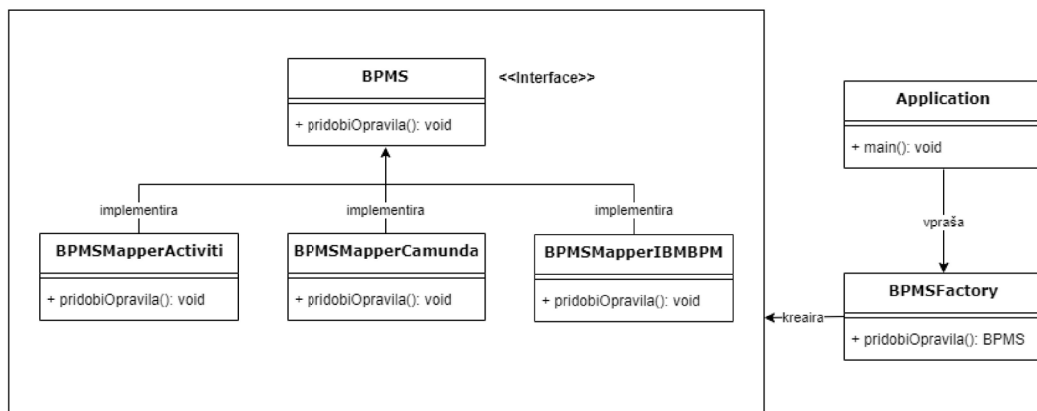 BPMS
<<Interface>>
+ pridobiOpravila(): void
implementira
implementira
implementira
BPMSMapperActiviti
+ pridobiOpravila(): void
BPMSMapperCamunda
+ pridobiOpravila(): void
BPMSMapperIBMBPM
+ pridobiOpravila(): void
Application
+ main(): void
vpraša
BPMSFactory
+ pridobiOpravila(): BPMS
kreaira